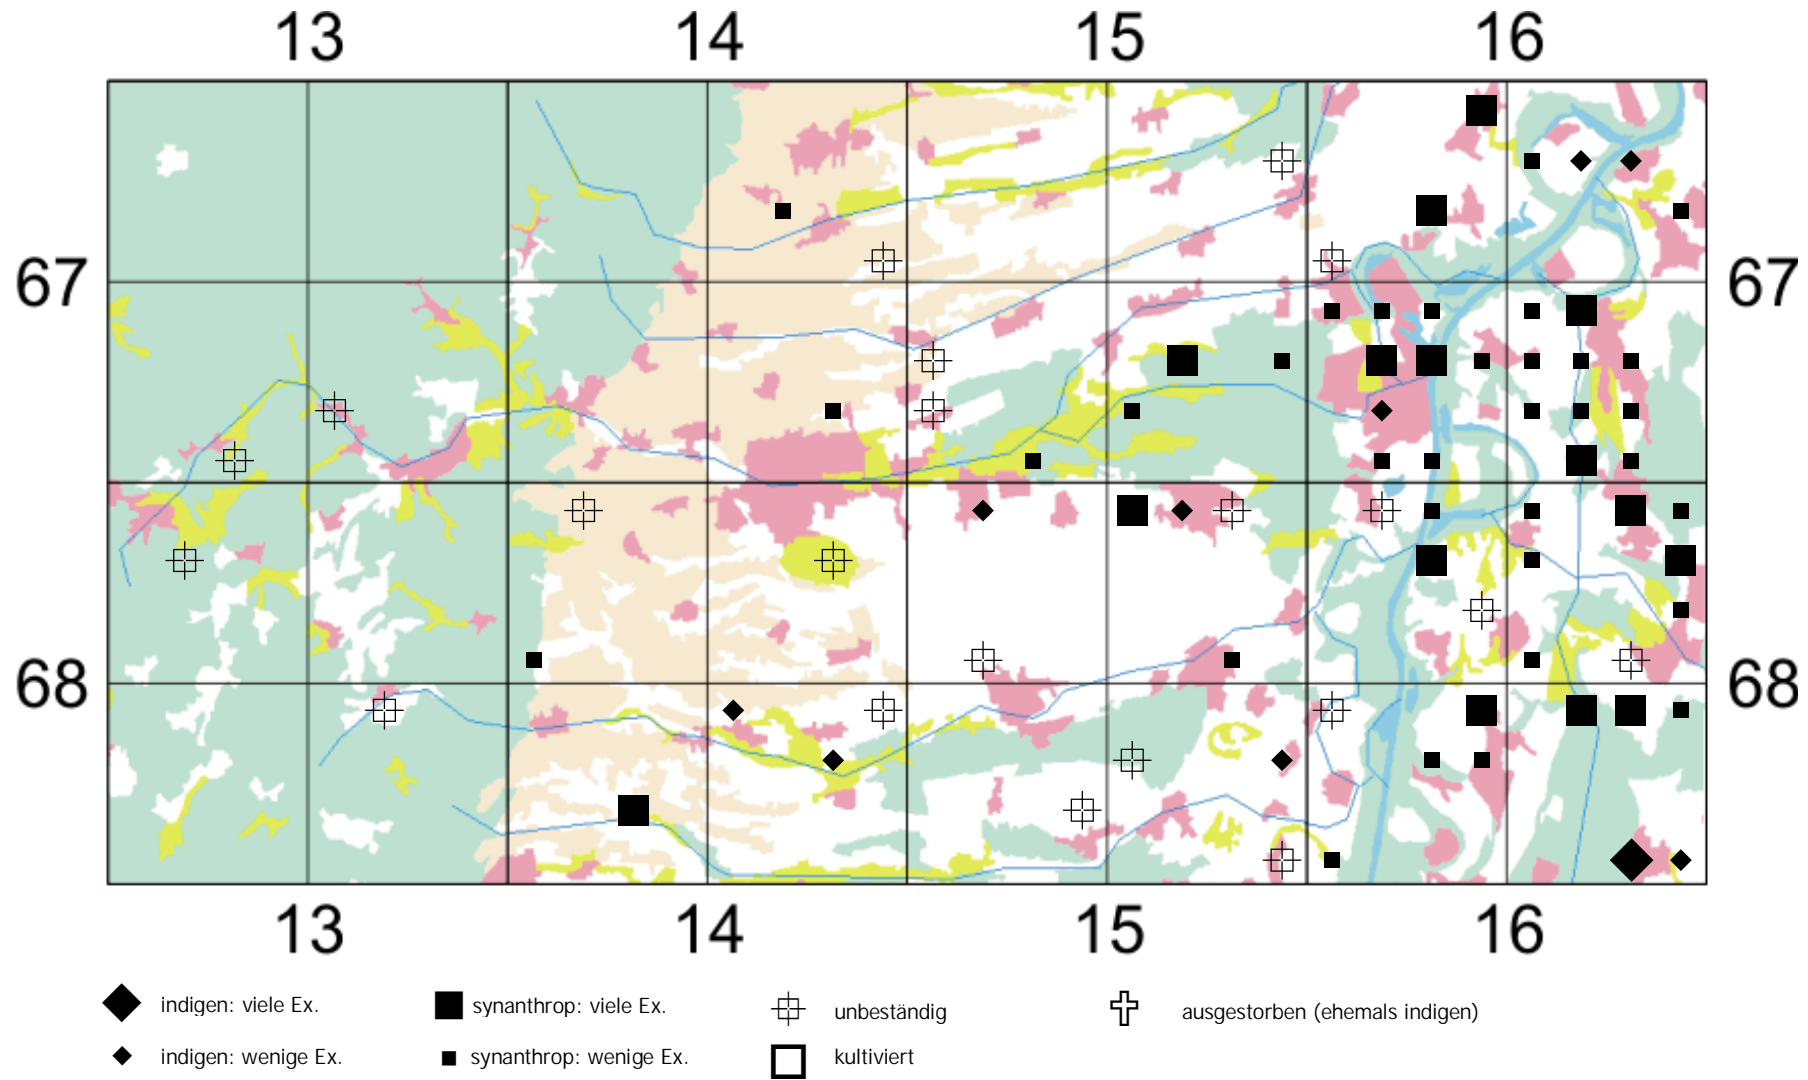 13 14 15 16
67 67
68 68
13 14 15 16
indigen: viele Ex. synanthrop: viele Ex. unbeständig ausgestorben (ehemals indigen)
indigen: wenige Ex. synanthrop: wenige Ex. kultiviert